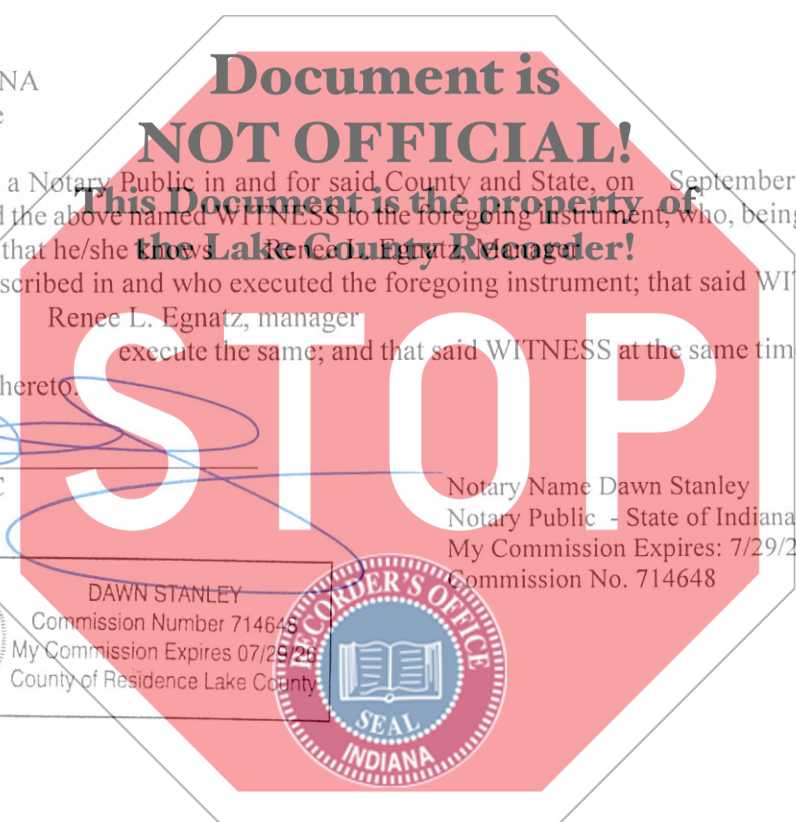 Document is
NOT OFFICIAL!
This Document is the property of
the Lake County Recorder!
NA
a Notary Public in and for said County and State, on September
the above named WITNESS to the foregoing instrument, who, being
that he/she knows Renee L. Egnatz, Manager
scribed in and who executed the foregoing instrument; that said WIT
Renee L. Egnatz, manager
execute the same; and that said WITNESS at the same tim
hereto.
STOP
Notary Name Dawn Stanley
Notary Public - State of Indiana
My Commission Expires: 7/29/2
Commission No. 714648
DAWN STANLEY
Commission Number 714648
My Commission Expires 07/29/26
County of Residence Lake County
RECORDER'S OFFICE
SEAL
INDIANA